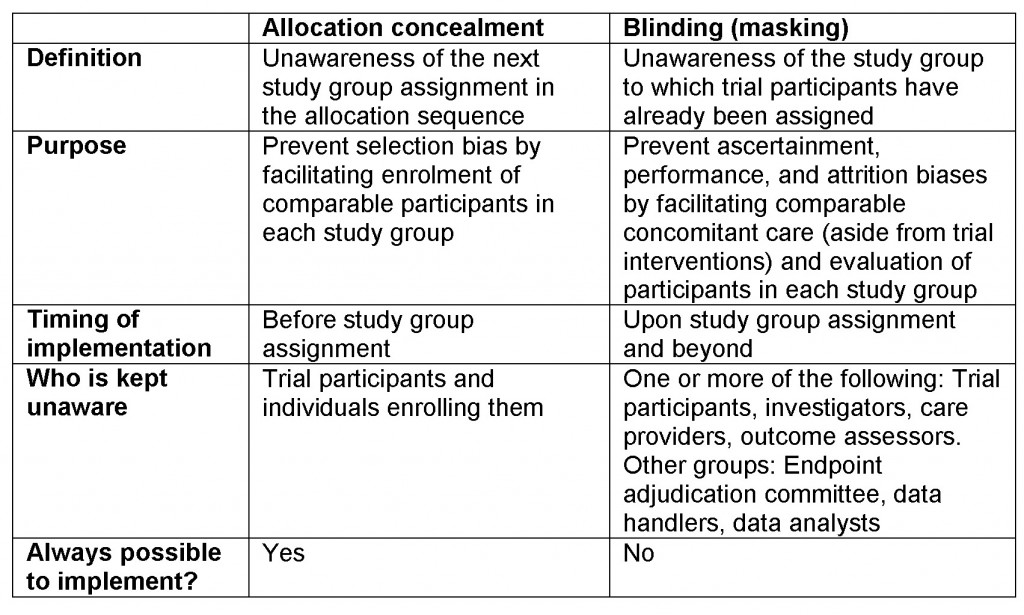 Allocation concealment
Blinding (masking)
Definition
Unawareness of the next
study group assignment in
the allocation sequence
Unawareness of the study group
to which trial participants have
already been assigned
Purpose
Prevent selection bias by
facilitating enrolment of
comparable participants in
each study group
Prevent ascertainment,
performance, and attrition biases
by facilitating comparable
concomitant care (aside from trial
interventions) and evaluation of
participants in each study group
Timing of
implementation
Before study group
assignment
Upon study group assignment
and beyond
Who is kept
unaware
Trial participants and
individuals enrolling them
One or more of the following: Trial
participants, investigators, care
providers, outcome assessors.
Other groups: Endpoint
adjudication committee, data
handlers, data analysts
Always possible
to implement?
Yes
No